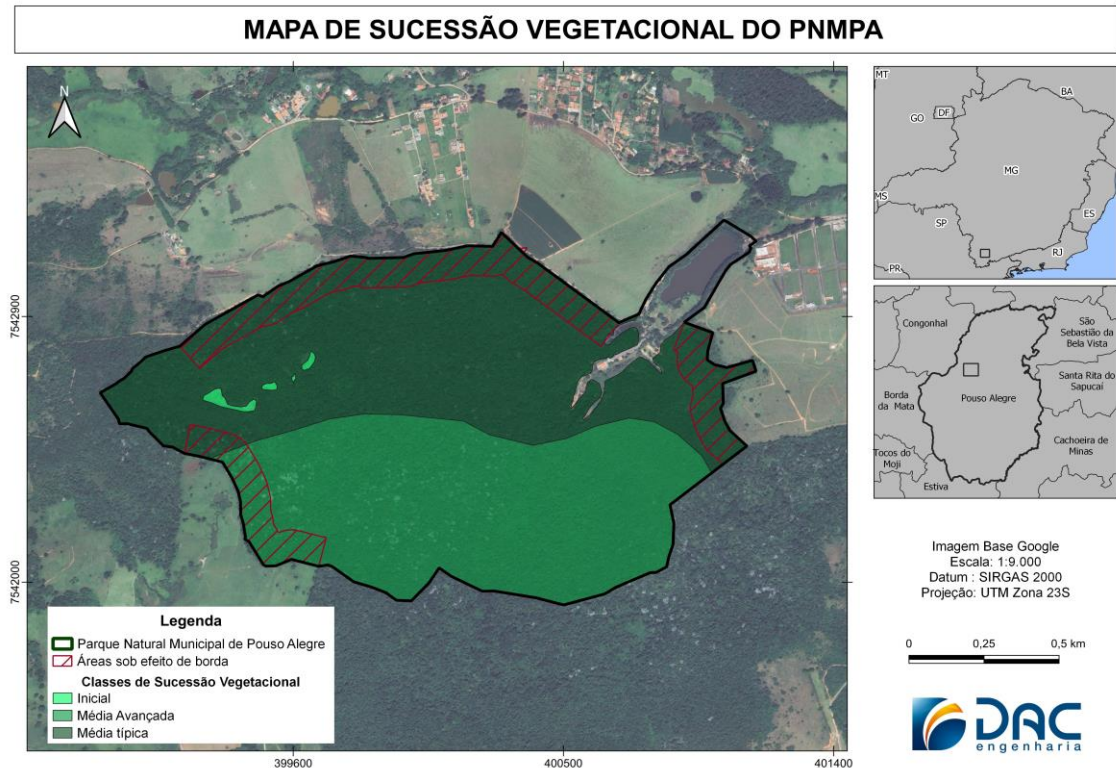 MAPA DE SUCESSÃO VEGETACIONAL DO PNMPA
N
7542900
7542000
399600
400500
401400
Legenda
Parque Natural Municipal de Pouso Alegre
Áreas sob efeito de borda
Classes de Sucessão Vegetacional
Inicial
Média Avançada
Média típica
MT
BA
GO
DF
MG
MS
ES
SP
RJ
PR
Congonhal
São
Sebastião da
Bela Vista
Santa Rita do
Sapucaí
Borda
da Mata
Pouso Alegre
Cachoeira de
Minas
Tocos do
Moji
Estiva
Imagem Base Google
Escala: 1:9.000
Datum : SIRGAS 2000
Projeção: UTM Zona 23S
0 0,25 0,5 km
DAC
engenharia